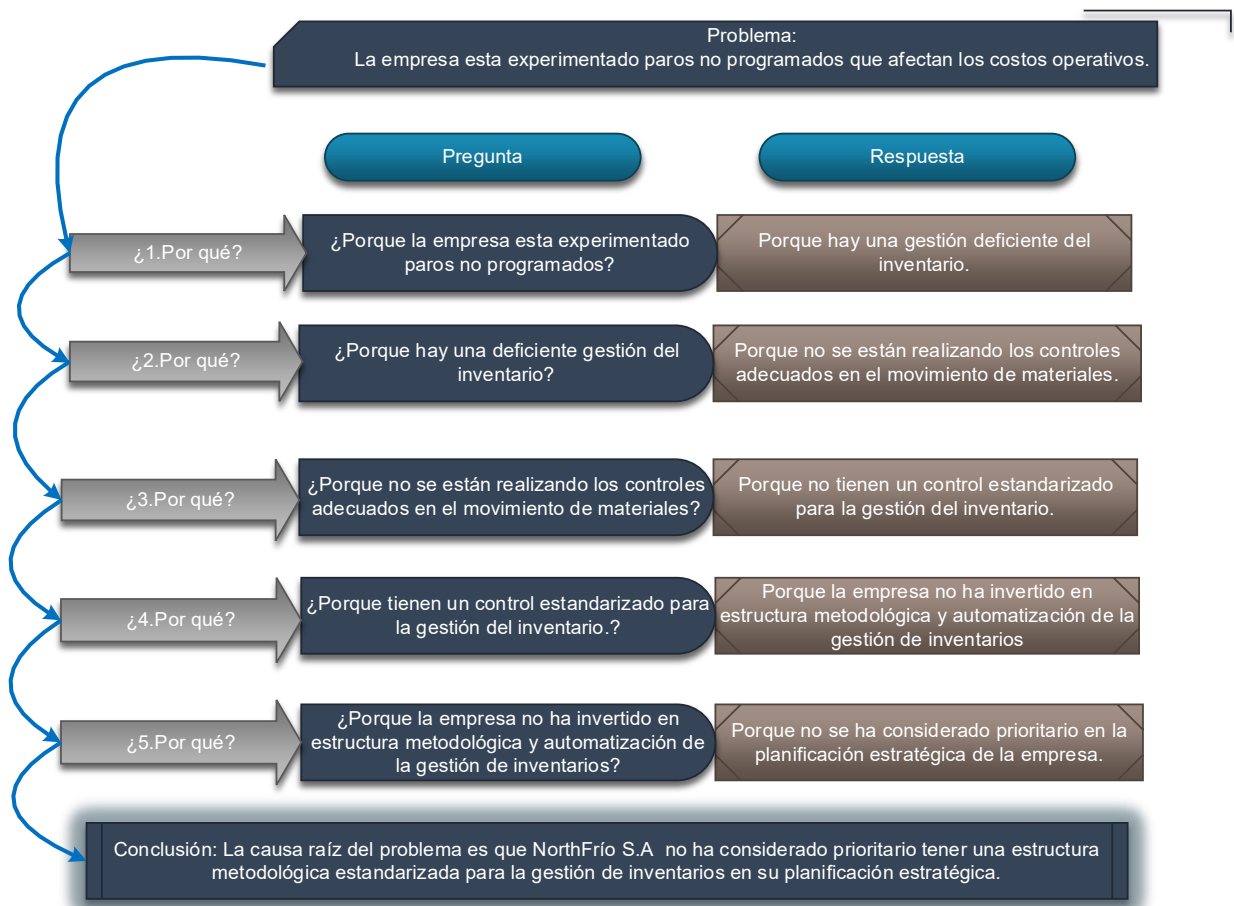 Problema:
La empresa esta experimentado paros no programados que afectan los costos operativos.
Pregunta
Respuesta
¿1.Por qué?
¿Porque la empresa esta experimentado
paros no programados?
Porque hay una gestión deficiente del
inventario.
¿2.Por qué?
¿Porque hay una deficiente gestión del
inventario?
Porque no se están realizando los controles
adecuados en el movimiento de materiales.
¿3.Por qué?
¿Porque no se están realizando los controles
adecuados en el movimiento de materiales?
Porque no tienen un control estandarizado
para la gestión del inventario.
¿4.Por qué?
¿Porque tienen un control estandarizado para
la gestión del inventario.?
Porque la empresa no ha invertido en
estructura metodológica y automatización de la
gestión de inventarios
¿5.Por qué?
¿Porque la empresa no ha invertido en
estructura metodológica y automatización de
la gestión de inventarios?
Porque no se ha considerado prioritario en la
planificación estratégica de la empresa.
Conclusión: La causa raíz del problema es que NorthFrío S.A  no ha considerado prioritario tener una estructura
metodológica estandarizada para la gestión de inventarios en su planificación estratégica.